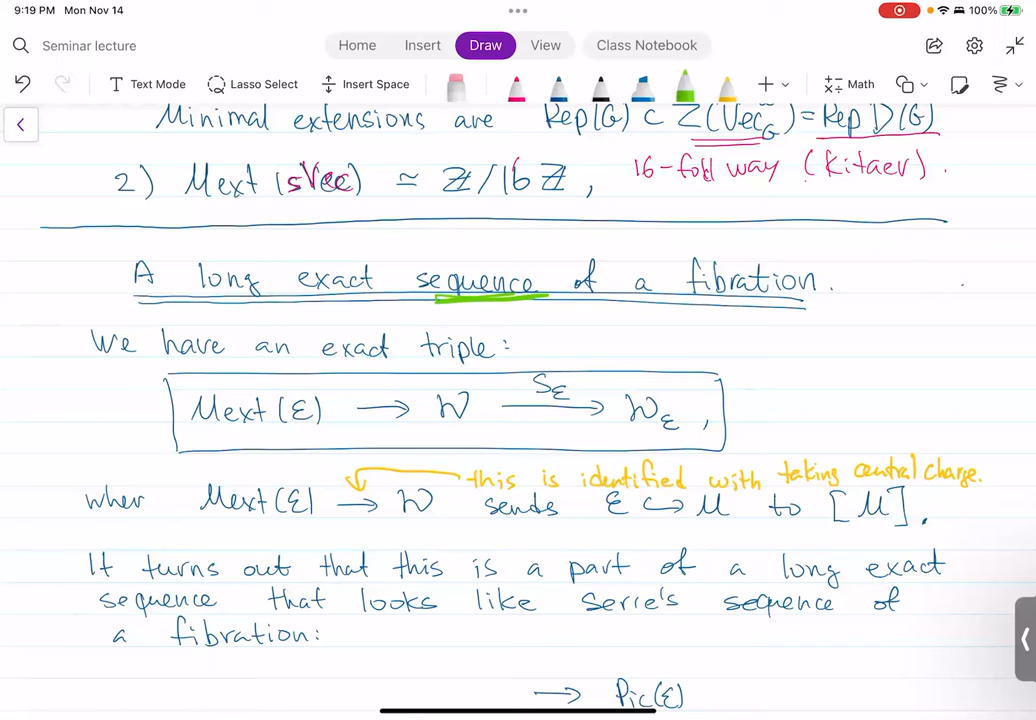 9:19 PM Mon Nov 14
100%
Seminar lecture
Home Insert Draw View Class Notebook
Text Mode Lasso Select Insert Space Math
Minimal extensions are Rep(G) ⊂ Z(Vec_G^ω) = Rep D(G)
2) Mext(sVec) ≃ ℤ/16ℤ, 16-fold way (Kitaev).
A long exact sequence of a fibration.
We have an exact triple:
Mext(ε) → W —S_ε→ W_ε,
this is identified with taking central charge.
wher Mext(ε) → W sends ε ↪ M to [M].
It turns out that this is a part of a long exact
sequence that looks like Serre's sequence of
a fibration:
→ Pic(ε)